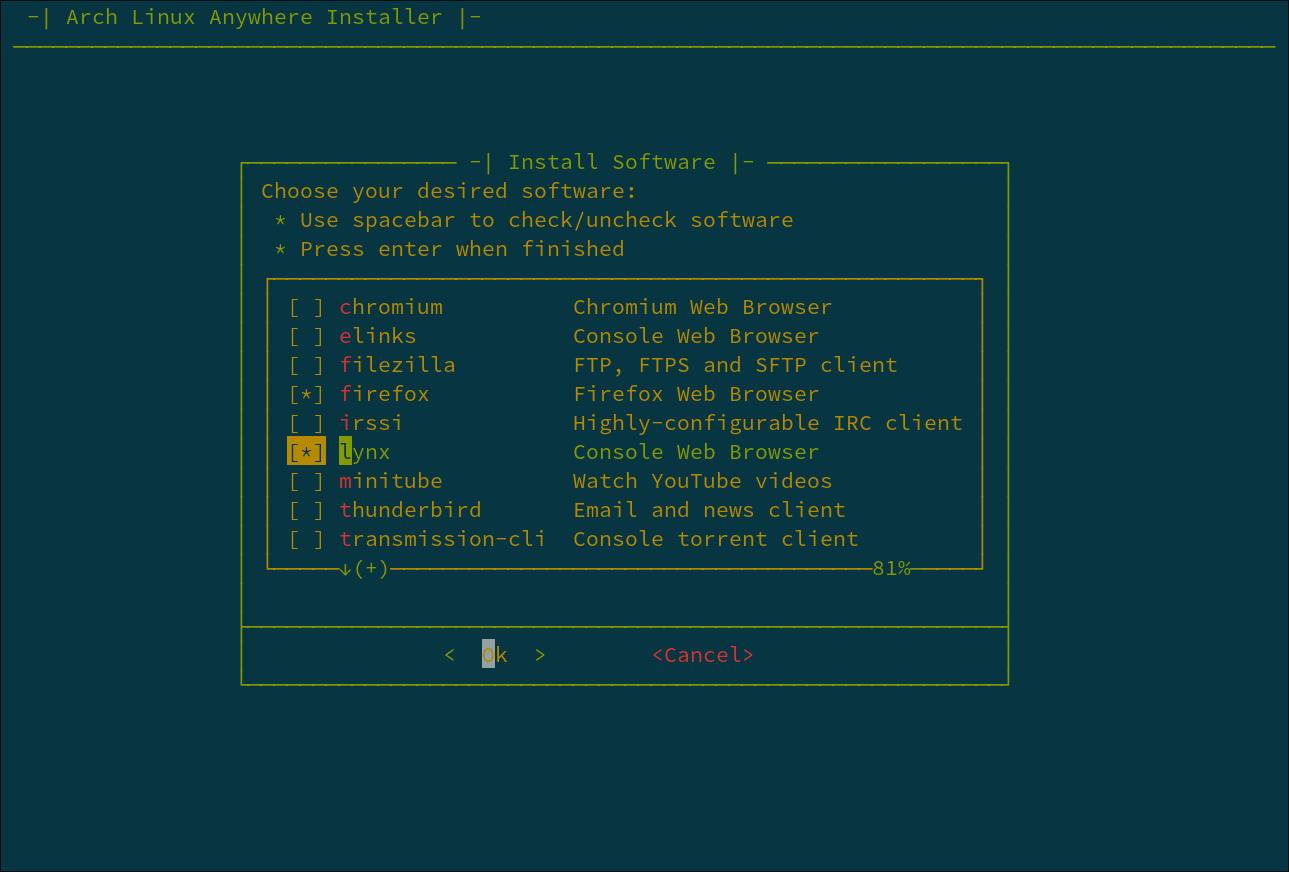 -| Arch Linux Anywhere Installer |-
-| Install Software |-
Choose your desired software:
* Use spacebar to check/uncheck software
* Press enter when finished
[ ] chromium Chromium Web Browser
[ ] elinks Console Web Browser
[ ] filezilla FTP, FTPS and SFTP client
[*] firefox Firefox Web Browser
[ ] irssi Highly-configurable IRC client
[*] lynx Console Web Browser
[ ] minitube Watch YouTube videos
[ ] thunderbird Email and news client
[ ] transmission-cli Console torrent client
↓(+) 81%
< Ok > <Cancel>